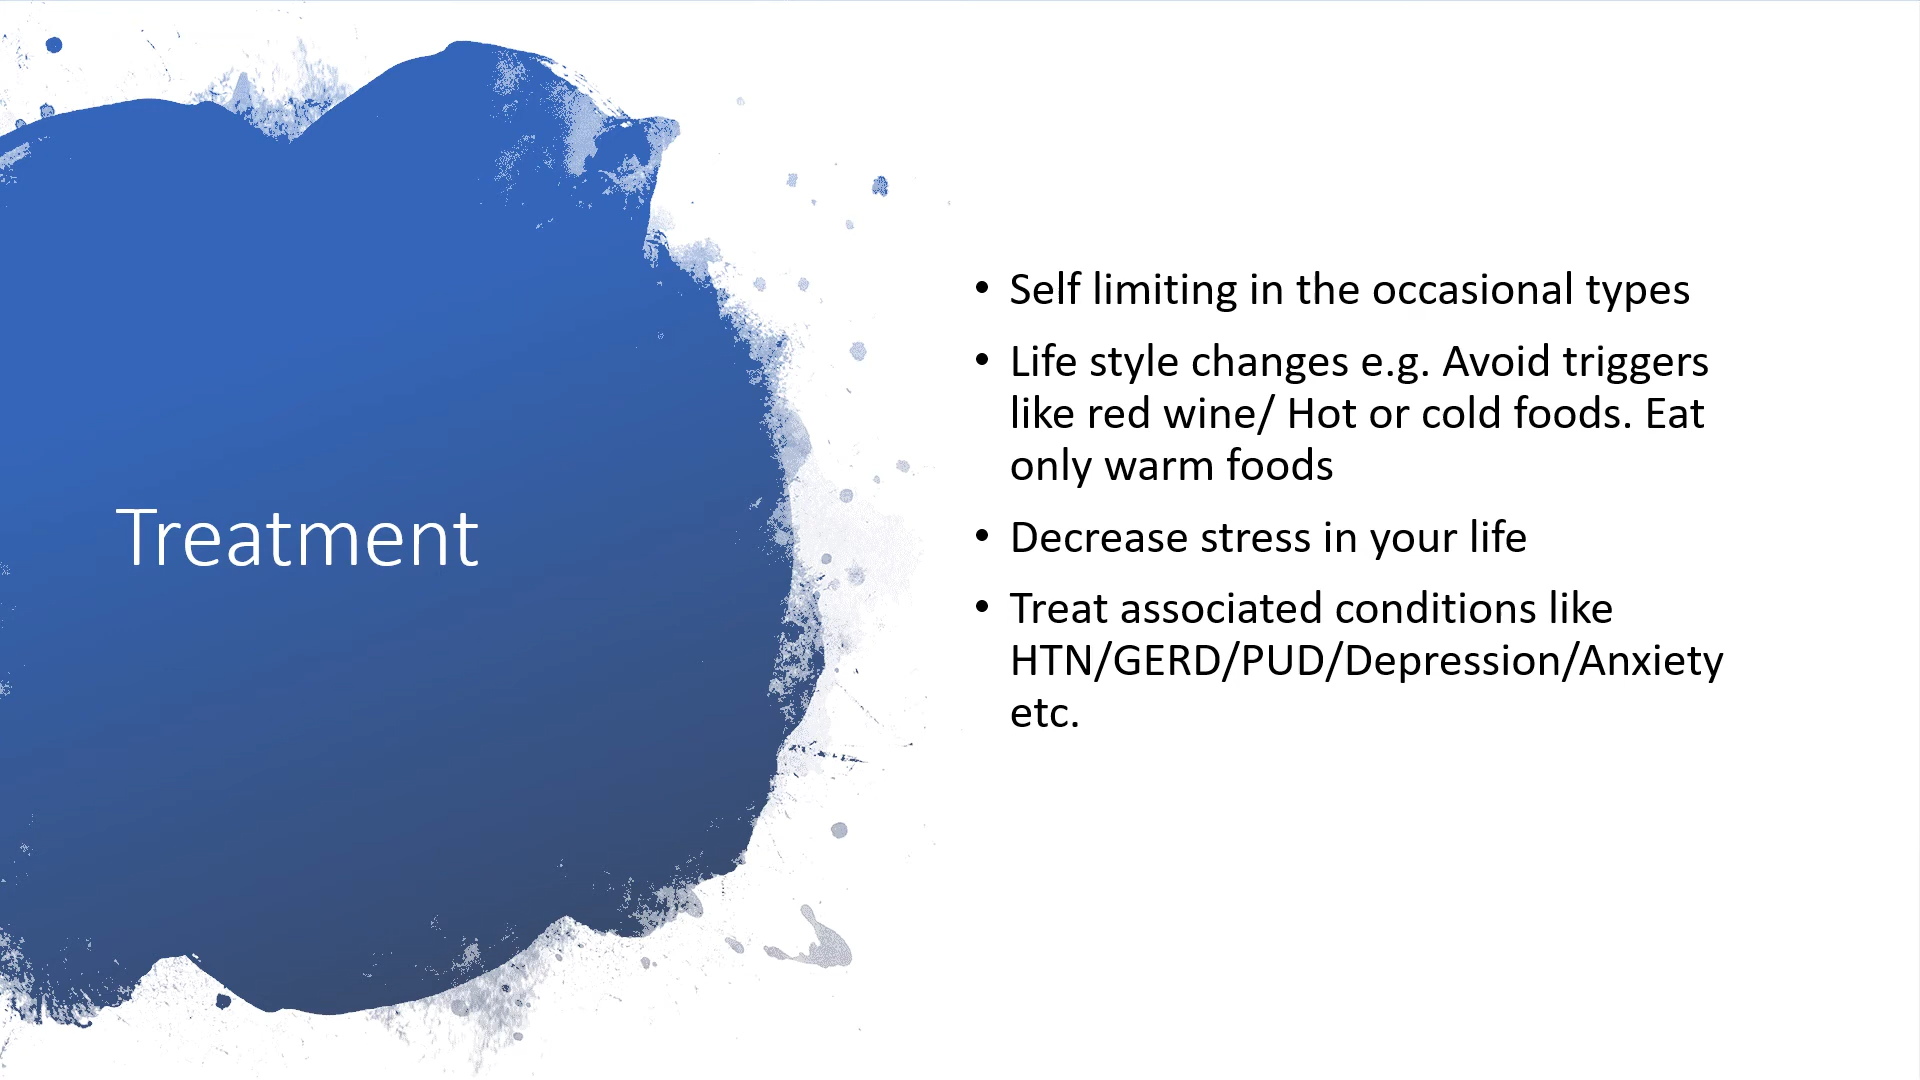 Treatment
• Self limiting in the occasional types
• Life style changes e.g. Avoid triggers
like red wine/ Hot or cold foods. Eat
only warm foods
• Decrease stress in your life
• Treat associated conditions like
HTN/GERD/PUD/Depression/Anxiety
etc.